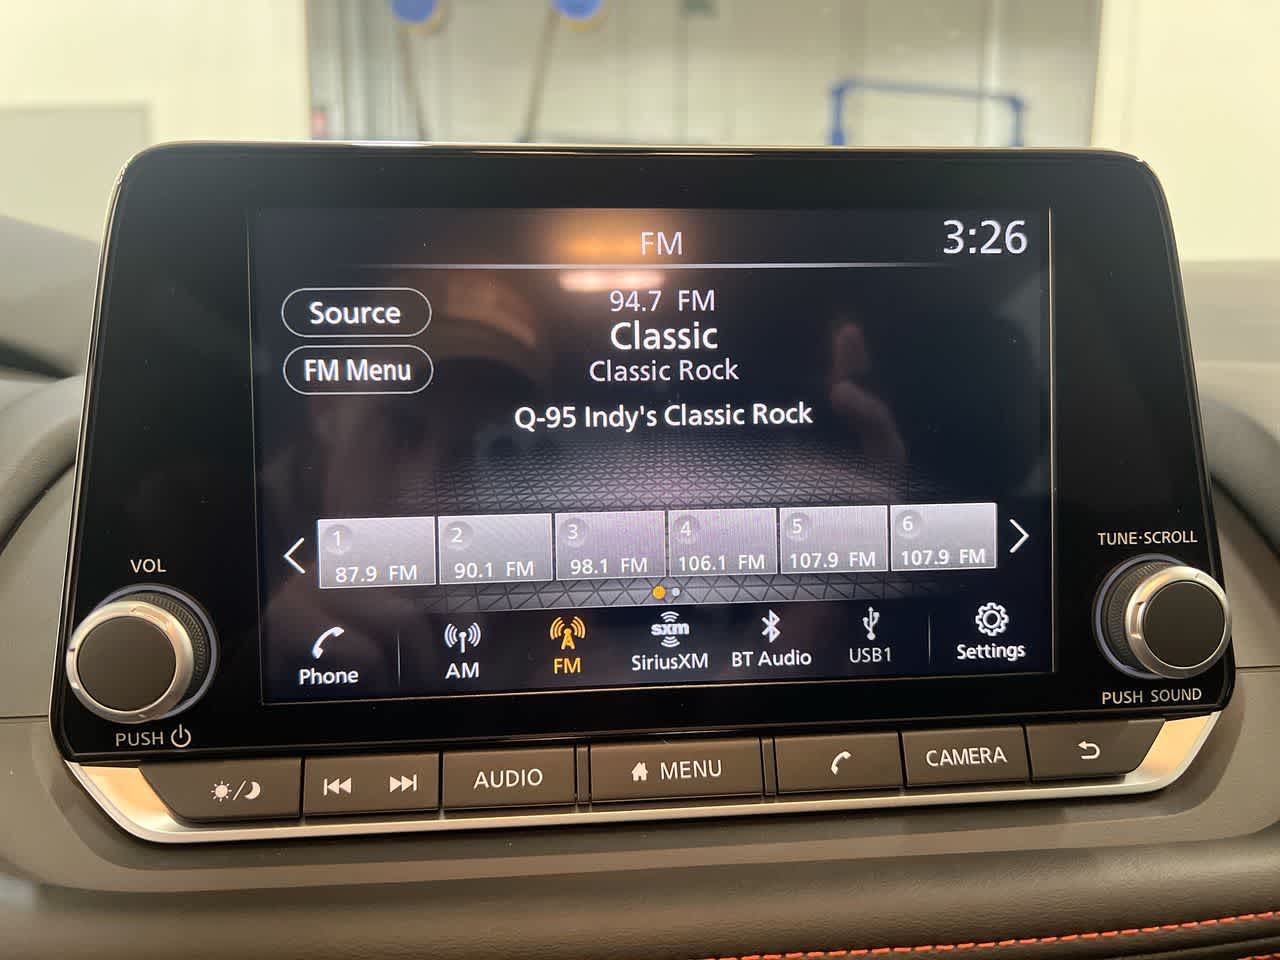 FM
3:26
Source
94.7 FM
Classic
FM Menu
Classic Rock
Q-95 Indy's Classic Rock
1
2
3
4
5
6
87.9 FM
90.1 FM
98.1 FM
106.1 FM
107.9 FM
107.9 FM
VOL
TUNE·SCROLL
Phone
AM
FM
sxm
SiriusXM
BT Audio
USB1
Settings
PUSH
PUSH SOUND
AUDIO
MENU
CAMERA